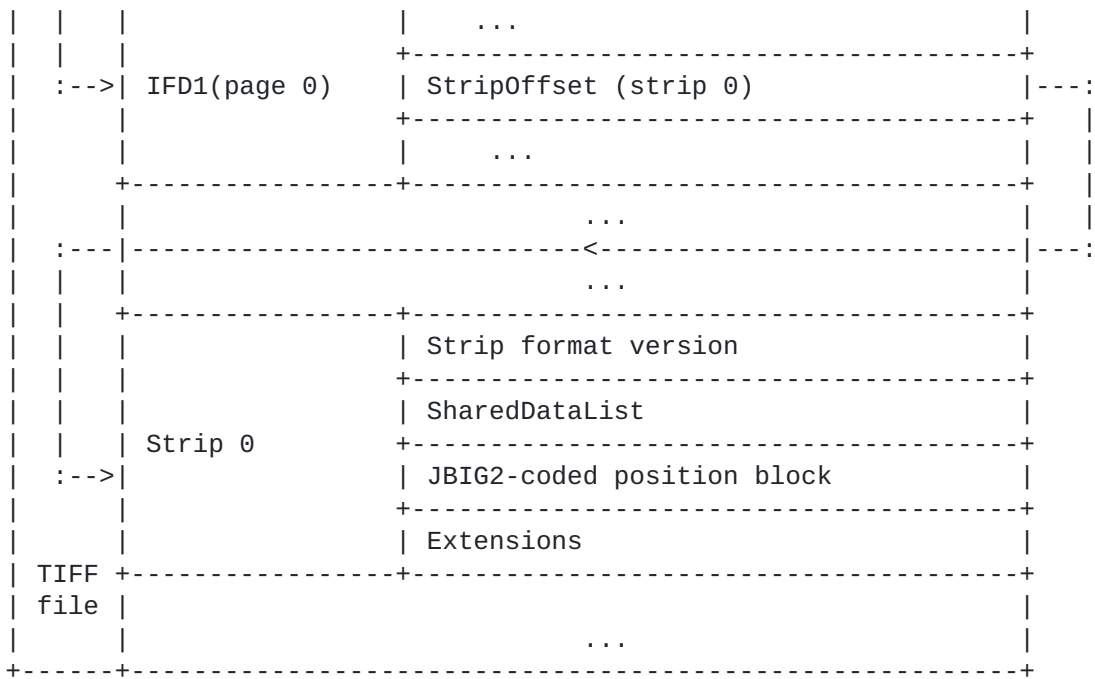 ...
IFD1(page 0) StripOffset (strip 0)
...
...
...
Strip format version
SharedDataList
Strip 0
JBIG2-coded position block
Extensions
TIFF
file
...